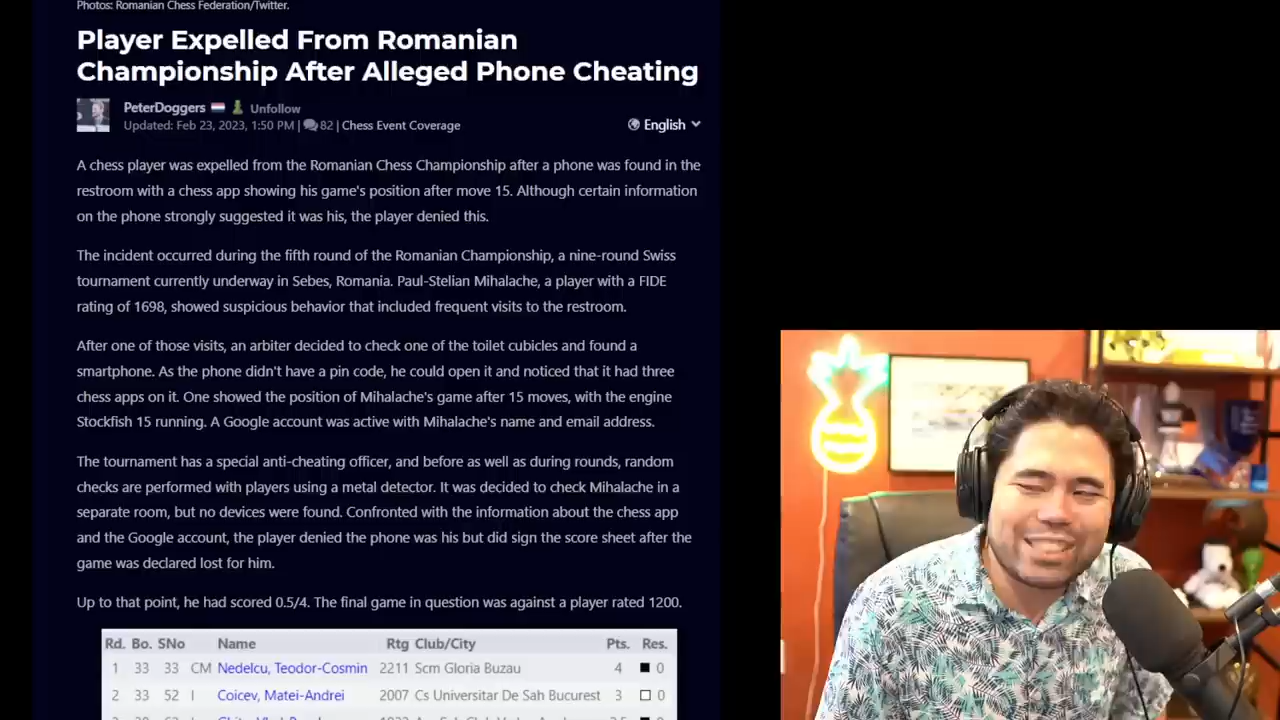 Photos: Romanian Chess Federation/Twitter.
Player Expelled From Romanian
Championship After Alleged Phone Cheating
PeterDoggers Unfollow
Updated: Feb 23, 2023, 1:50 PM | 82 | Chess Event Coverage
English
A chess player was expelled from the Romanian Chess Championship after a phone was found in the
restroom with a chess app showing his game's position after move 15. Although certain information
on the phone strongly suggested it was his, the player denied this.
The incident occurred during the fifth round of the Romanian Championship, a nine-round Swiss
tournament currently underway in Sebes, Romania. Paul-Stelian Mihalache, a player with a FIDE
rating of 1698, showed suspicious behavior that included frequent visits to the restroom.
After one of those visits, an arbiter decided to check one of the toilet cubicles and found a
smartphone. As the phone didn't have a pin code, he could open it and noticed that it had three
chess apps on it. One showed the position of Mihalache's game after 15 moves, with the engine
Stockfish 15 running. A Google account was active with Mihalache's name and email address.
The tournament has a special anti-cheating officer, and before as well as during rounds, random
checks are performed with players using a metal detector. It was decided to check Mihalache in a
separate room, but no devices were found. Confronted with the information about the chess app
and the Google account, the player denied the phone was his but did sign the score sheet after the
game was declared lost for him.
Up to that point, he had scored 0.5/4. The final game in question was against a player rated 1200.
Rd. Bo. SNo Name Rtg Club/City Pts. Res.
1 33 33 CM Nedelcu, Teodor-Cosmin 2211 Scm Gloria Buzau 4 0
2 33 52 I Coicev, Matei-Andrei 2007 Cs Universitar De Sah Bucurest 3 0